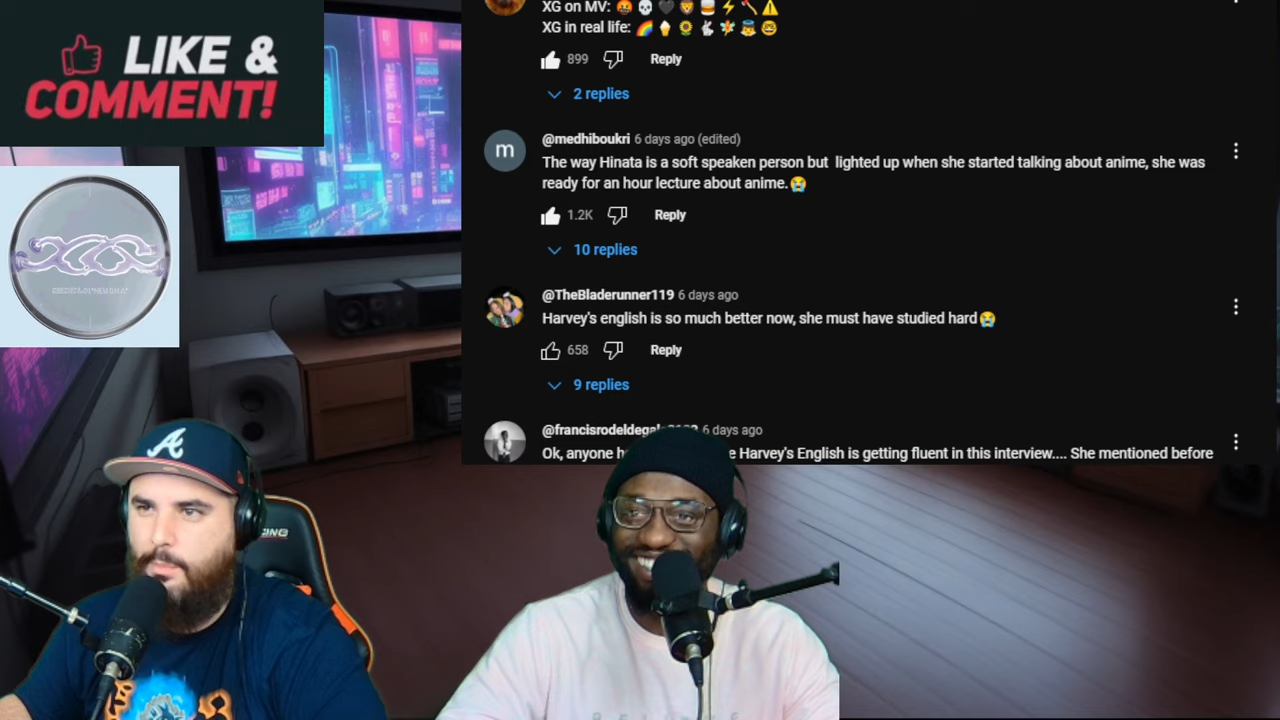 LIKE &
COMMENT!
XG on MV: 🤬 💀 🖤 🦁 🍔 ⚡ 🪓 ⚠️
XG in real life: 🌈 🍦 🌻 🐇 🧚 👼 🤓
899 Reply
2 replies
m
@medhiboukri 6 days ago (edited)
The way Hinata is a soft speaken person but lighted up when she started talking about anime, she was
ready for an hour lecture about anime.😭
1.2K Reply
10 replies
@TheBladerunner119 6 days ago
Harvey's english is so much better now, she must have studied hard😭
658 Reply
9 replies
6 days ago
Ok, anyone Harvey's English is getting fluent in this interview.... She mentioned before
A